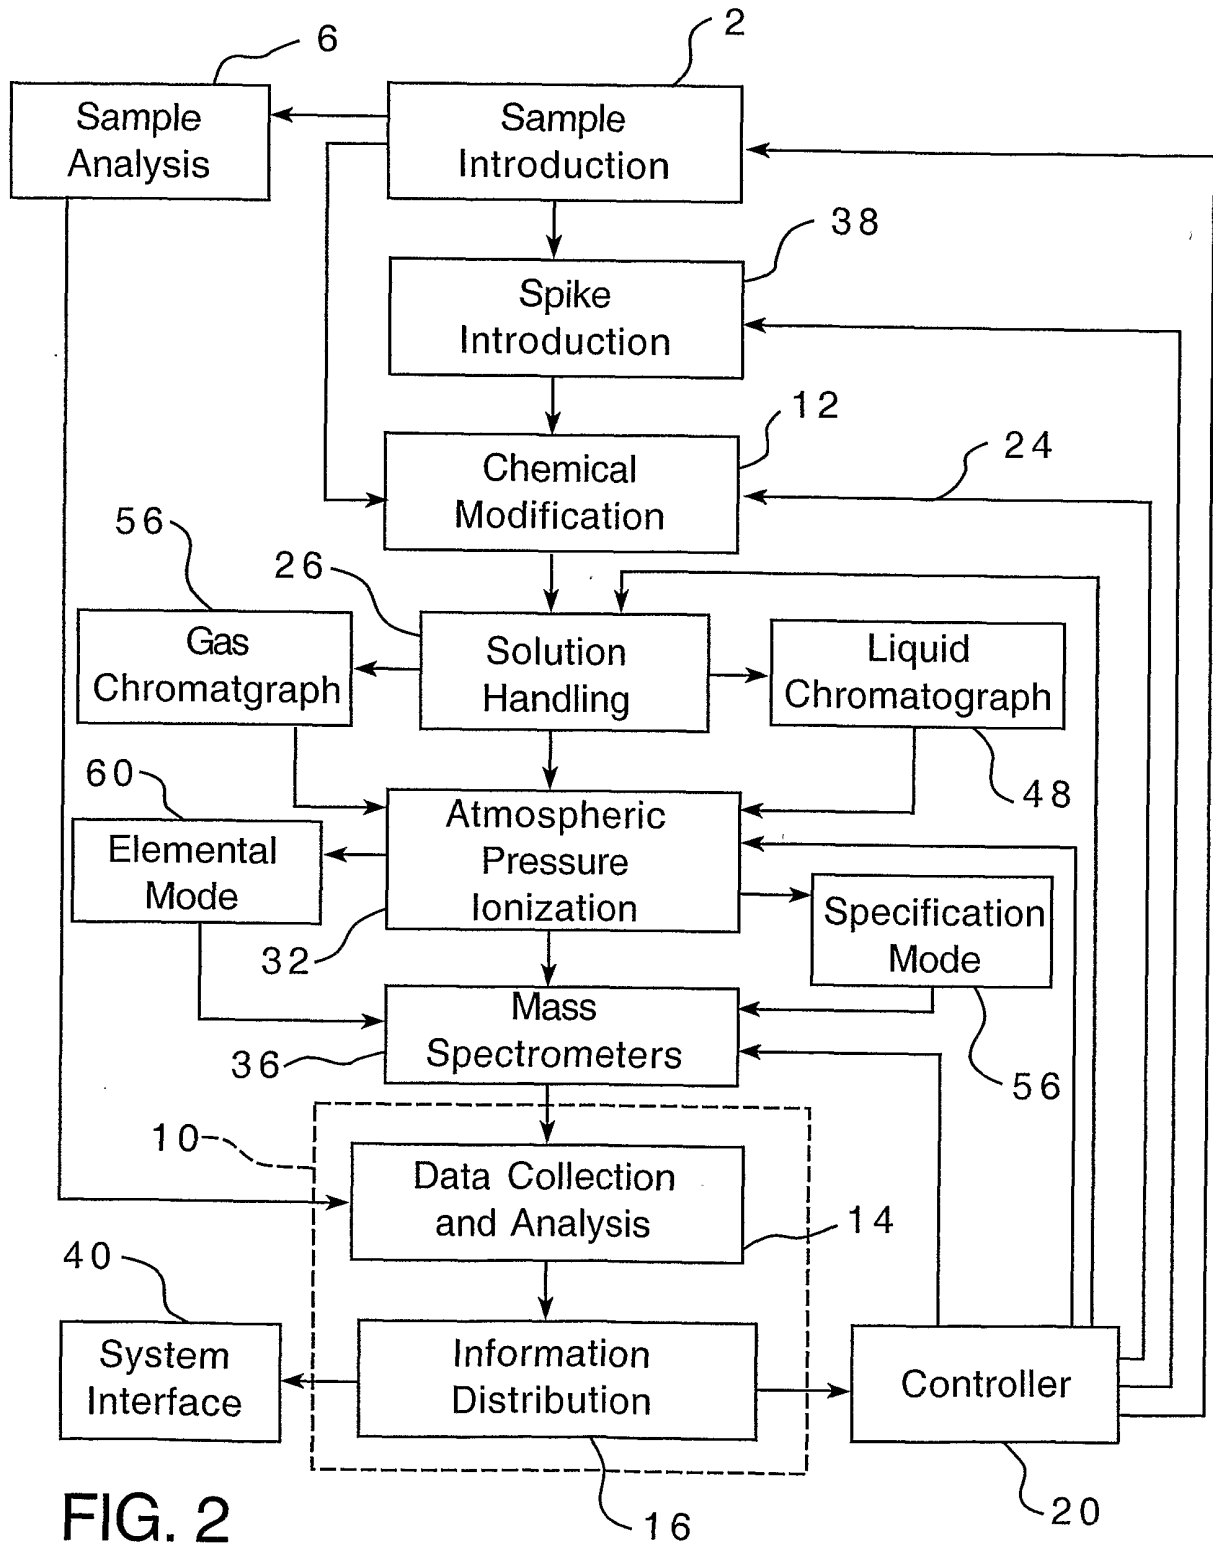 6
2
Sample
Analysis
Sample
Introduction
38
Spike
Introduction
12
24
Chemical
Modification
56
26
Gas
Chromatgraph
Solution
Handling
Liquid
Chromatograph
48
60
Elemental
Mode
Atmospheric
Pressure
Ionization
32
Specification
Mode
56
Mass
Spectrometers
36
10
Data Collection
and Analysis
14
40
System
Interface
Information
Distribution
Controller
16
20
FIG. 2